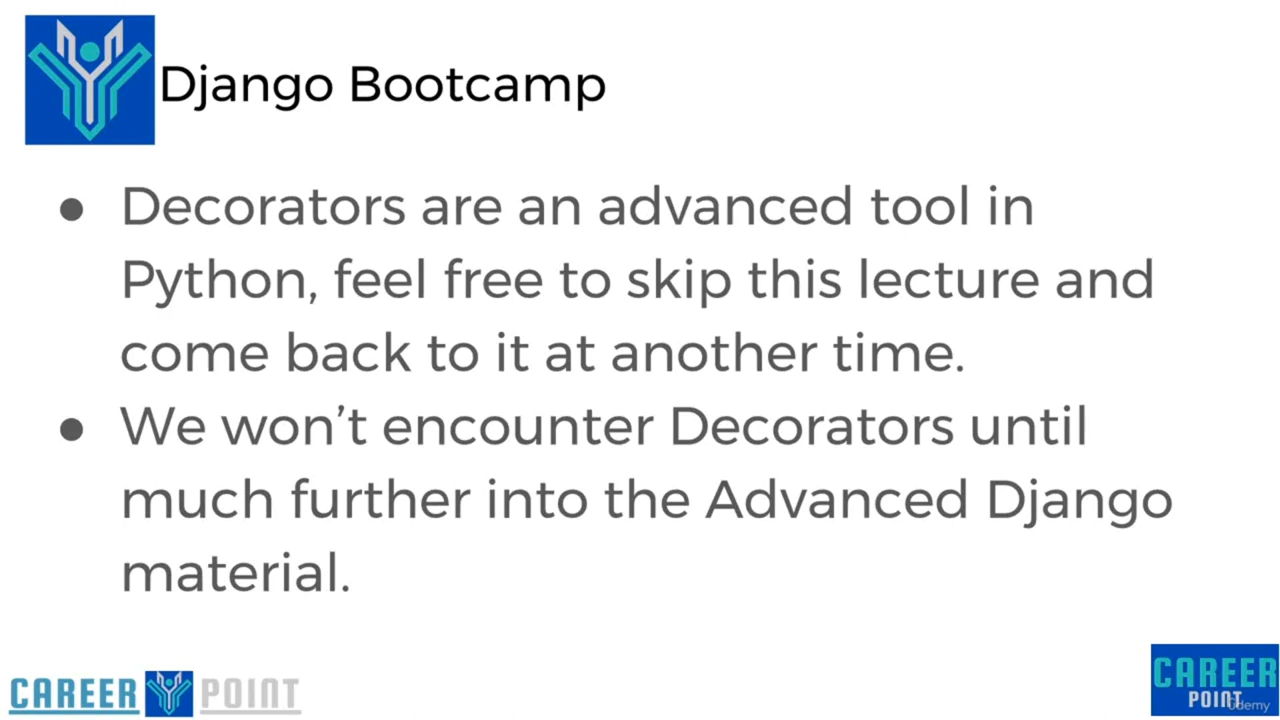 Django Bootcamp
● Decorators are an advanced tool in
Python, feel free to skip this lecture and
come back to it at another time.
● We won’t encounter Decorators until
much further into the Advanced Django
material.
CAREER POINT
CAREER
POINT
ûdemy